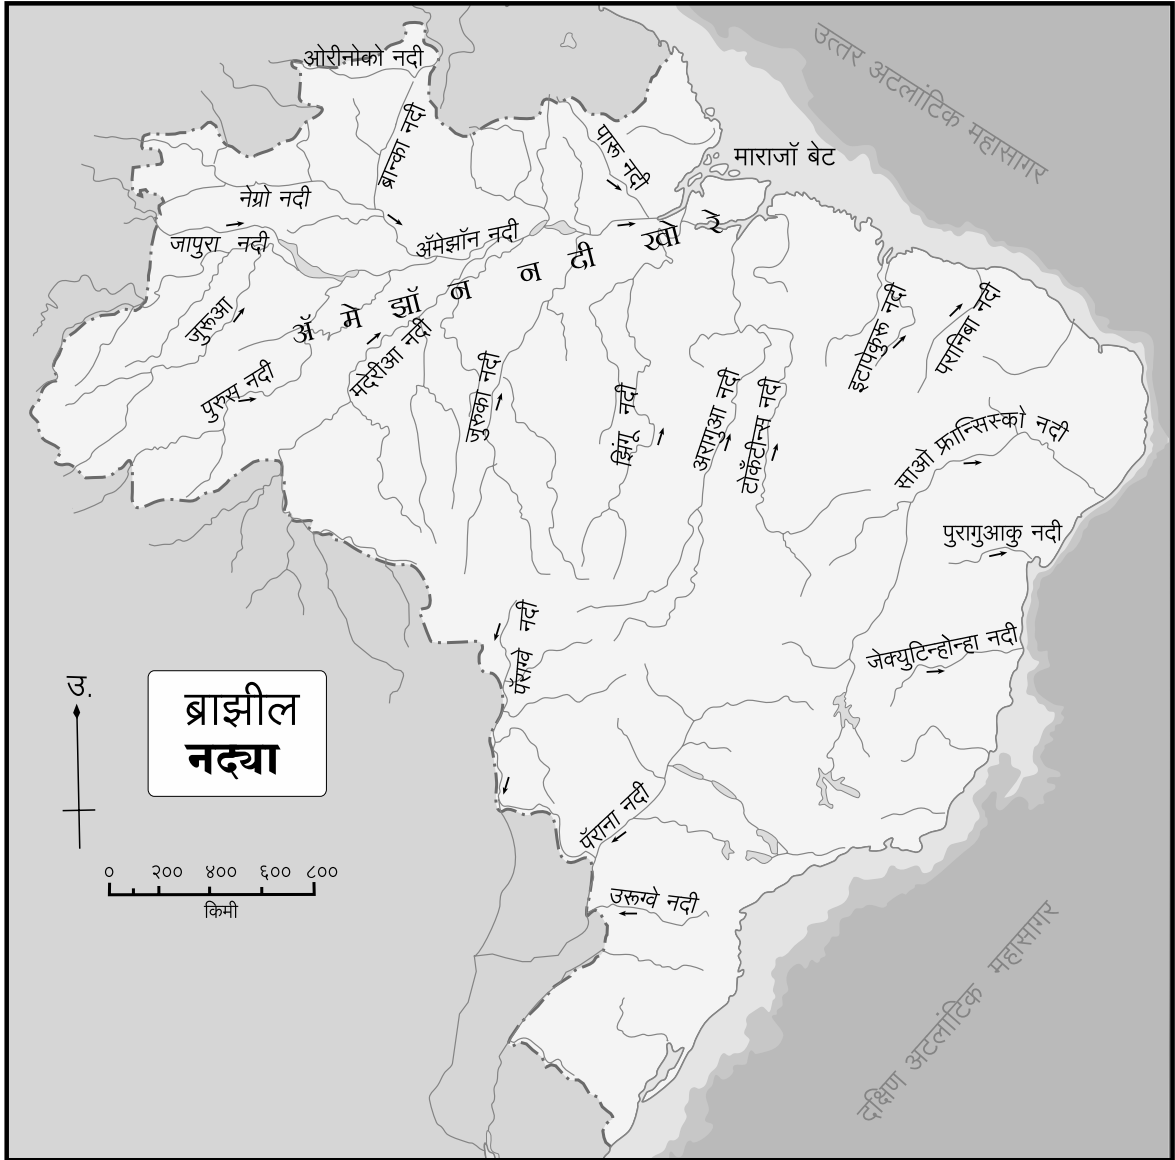 उत्तर अटलांटिक महासागर
ओरीनोको नदी
ब्रान्का नदी
पारू नदी
माराजॉ बेट
नेग्रो नदी
जापुरा नदी
ॲमेझॉन नदी
ॲ मे झॉ न न दी खो रे
जुरूआ
पुरुस नदी
मदेरीआ नदी
जुरुका नदी
झिंगू नदी
अरागुआ नदी
टोकँटीन्स नदी
इटापेकुरू नदी
परानिबा नदी
साओ फ्रान्सिस्को नदी
पुरागुआकु नदी
जेक्युटिन्होन्हा नदी
पॅराग्वे नदी
उ.
ब्राझील
नद्या
पॅराना नदी
० २०० ४०० ६०० ८००
किमी
उरूग्वे नदी
दक्षिण अटलांटिक महासागर